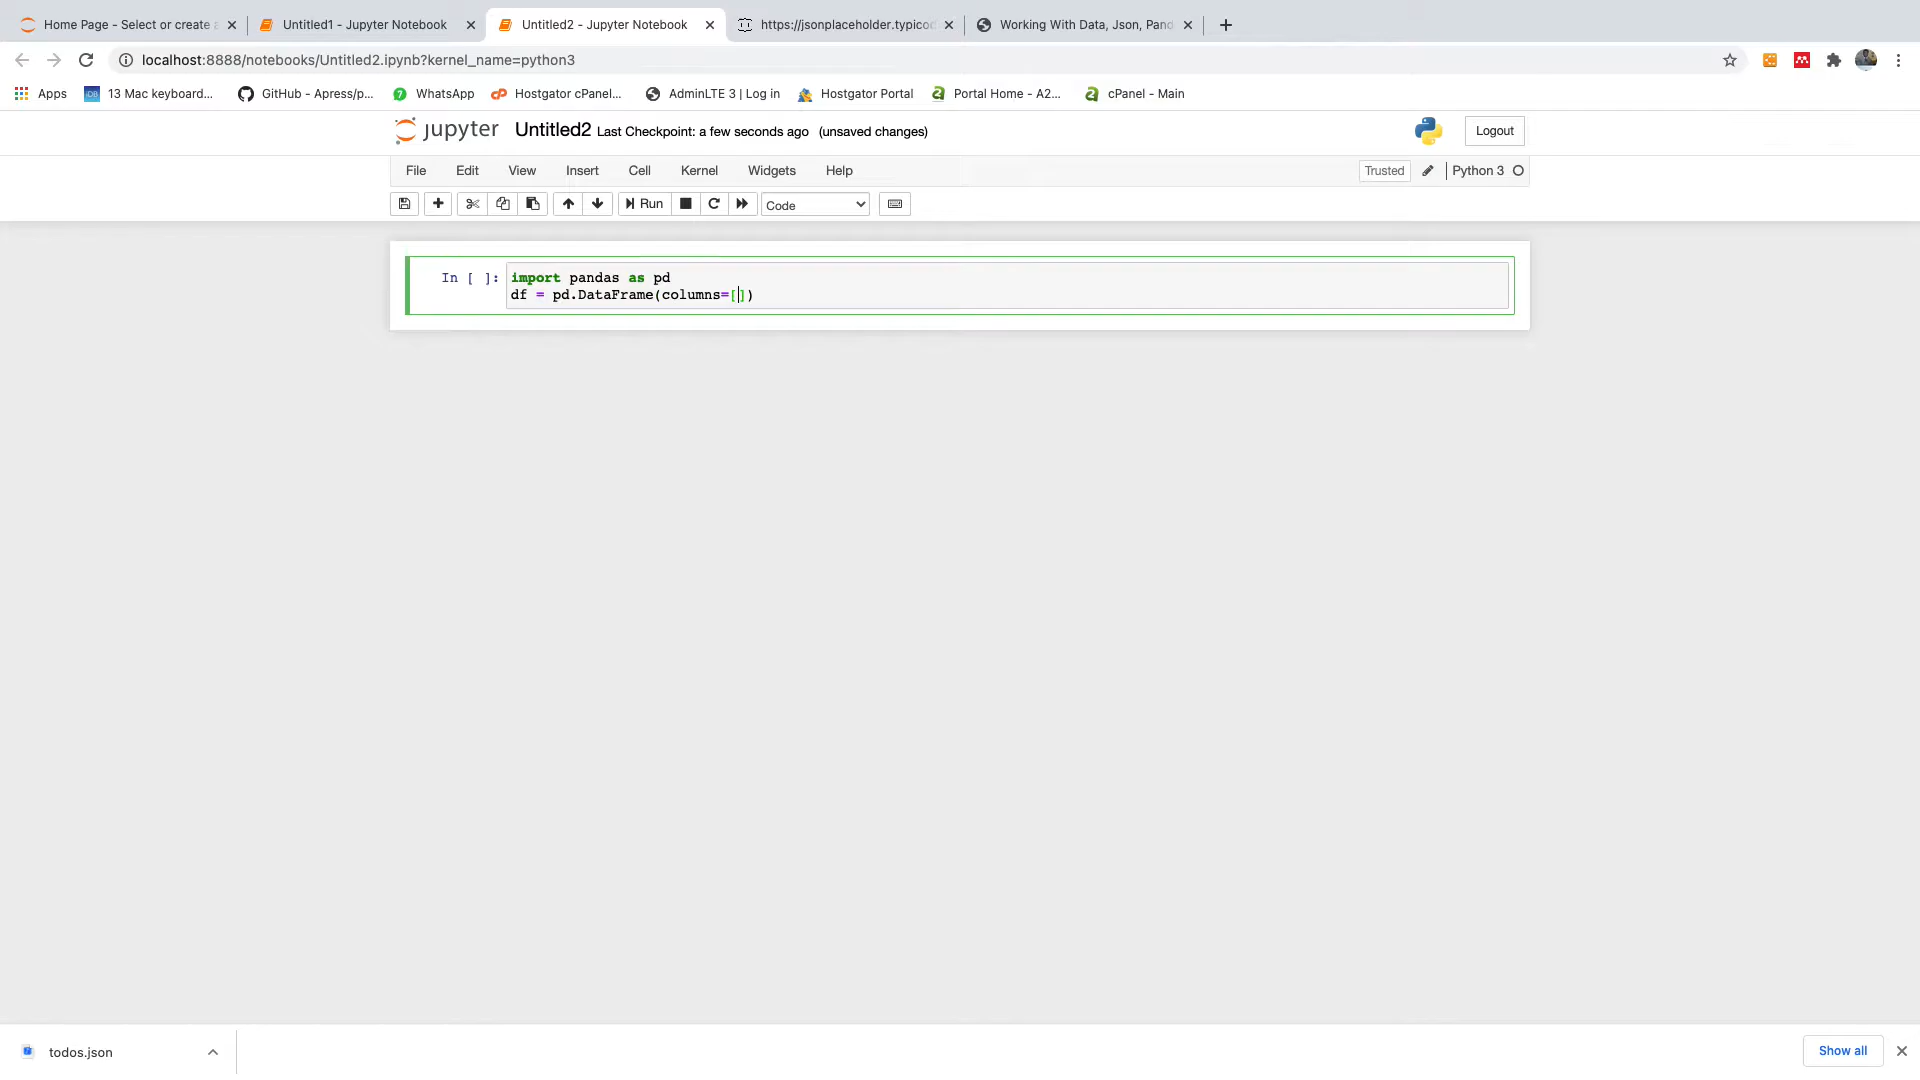 Home Page - Select or create a
Untitled1 - Jupyter Notebook
Untitled2 - Jupyter Notebook
https://jsonplaceholder.typicod
Working With Data, Json, Pand
localhost:8888/notebooks/Untitled2.ipynb?kernel_name=python3
Apps
13 Mac keyboard...
GitHub - Apress/p...
WhatsApp
Hostgator cPanel...
AdminLTE 3 | Log in
Hostgator Portal
Portal Home - A2...
cPanel - Main
jupyter Untitled2 Last Checkpoint: a few seconds ago (unsaved changes)
Logout
File Edit View Insert Cell Kernel Widgets Help
Trusted
Python 3
Run
Code
In [ ]: import pandas as pd
df = pd.DataFrame(columns=[])
todos.json
Show all